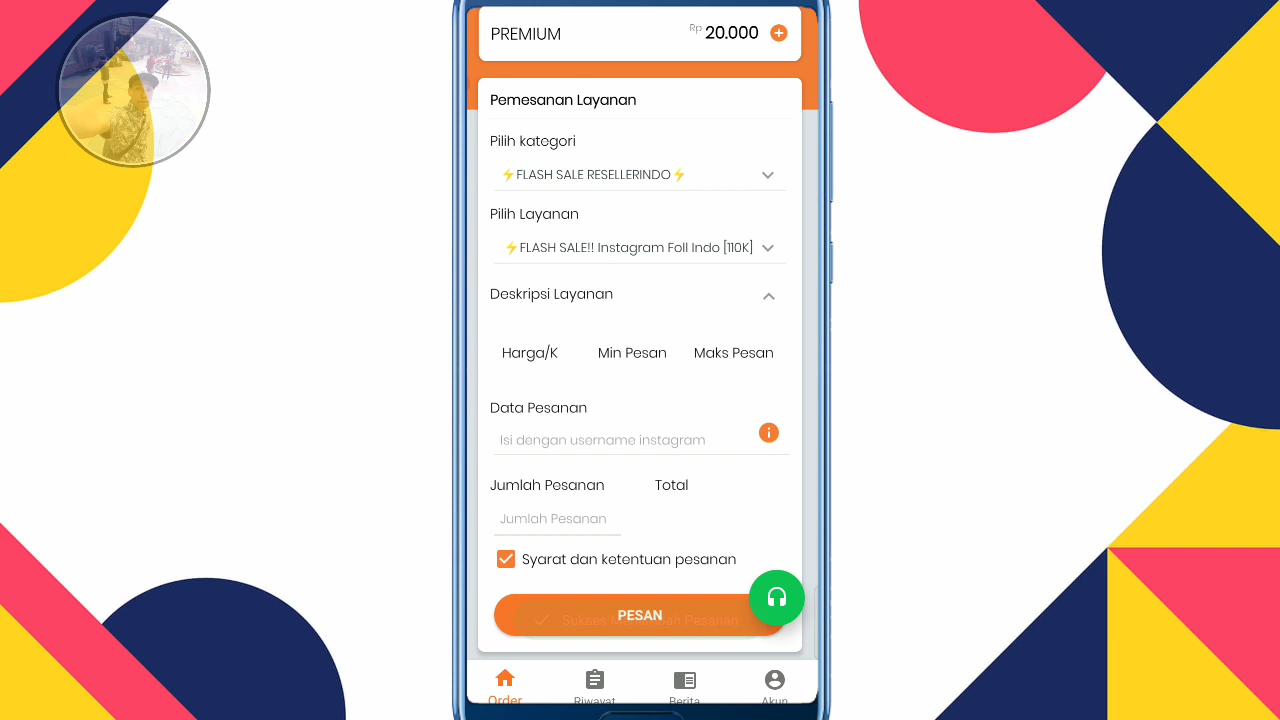 PREMIUM
Rp 20.000
Pemesanan Layanan
Pilih kategori
⚡FLASH SALE RESELLERINDO⚡
Pilih Layanan
⚡FLASH SALE!! Instagram Foll Indo [110K]
Deskripsi Layanan
Harga/K Min Pesan Maks Pesan
Data Pesanan
Isi dengan username instagram
Jumlah Pesanan Total
Jumlah Pesanan
Syarat dan ketentuan pesanan
PESAN
Sukses Pesanan
Order Riwayat Berita Akun